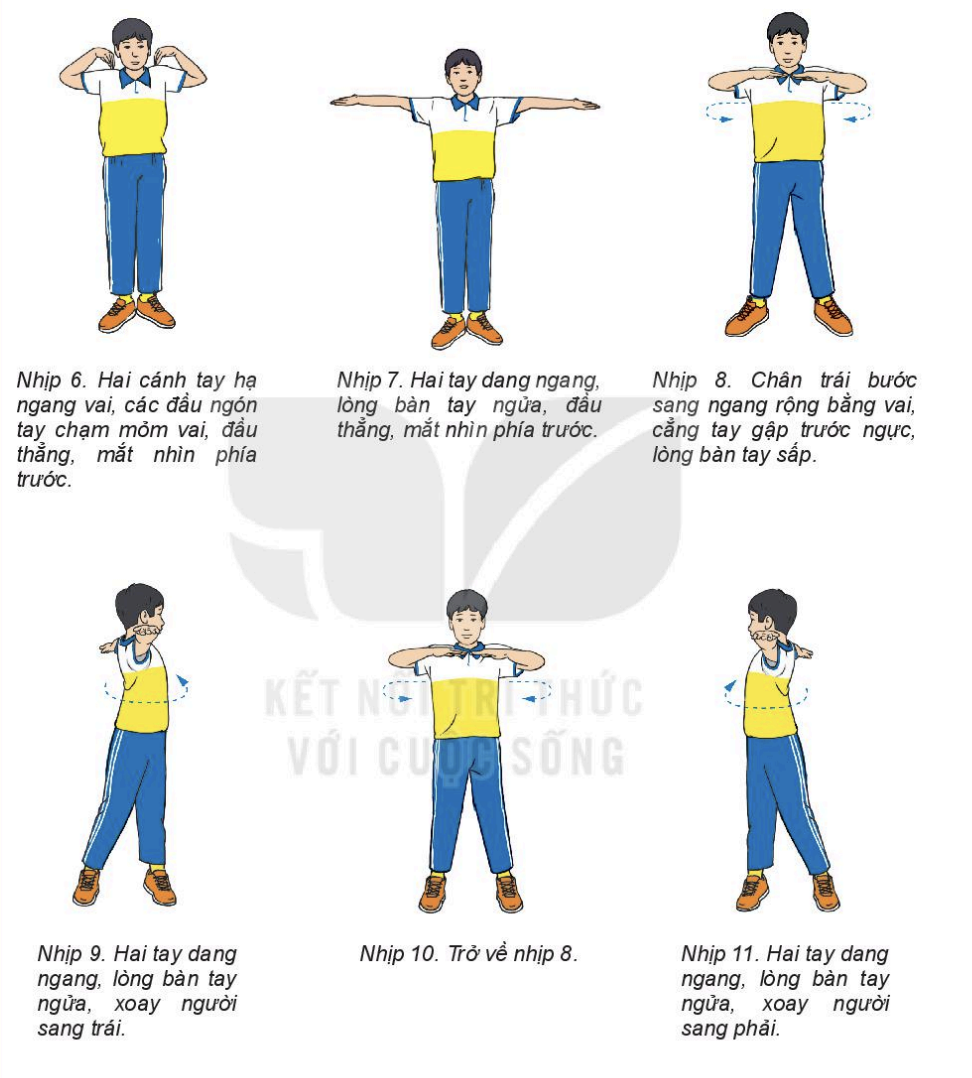 Nhịp 6. Hai cánh tay hạ
ngang vai, các đầu ngón
tay chạm mỏm vai, đầu
thẳng, mắt nhìn phía
trước.
Nhịp 7. Hai tay dang ngang,
lòng bàn tay ngửa, đầu
thẳng, mắt nhìn phía trước.
Nhịp 8. Chân trái bước
sang ngang rộng bằng vai,
cẳng tay gập trước ngực,
lòng bàn tay sấp.
KẾT NỐI TRI THỨC
VỚI CUỘC SỐNG
Nhịp 9. Hai tay dang
ngang, lòng bàn tay
ngửa, xoay người
sang trái.
Nhịp 10. Trở về nhịp 8.
Nhịp 11. Hai tay dang
ngang, lòng bàn tay
ngửa, xoay người
sang phải.